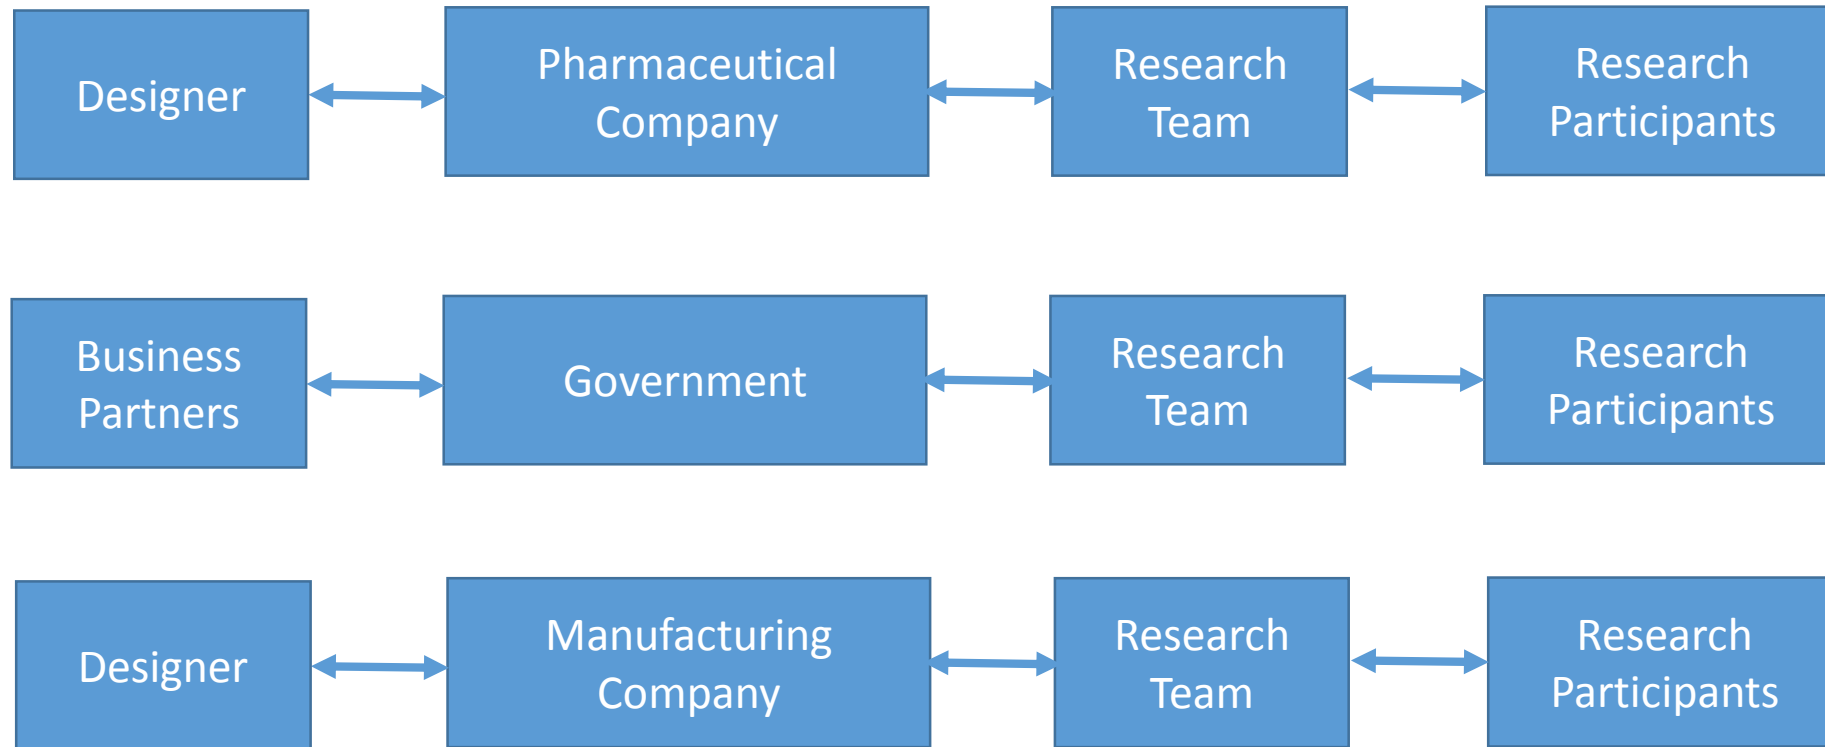 Designer
Pharmaceutical
Company
Research
Team
Research
Participants
Business
Partners
Government
Research
Team
Research
Participants
Designer
Manufacturing
Company
Research
Team
Research
Participants